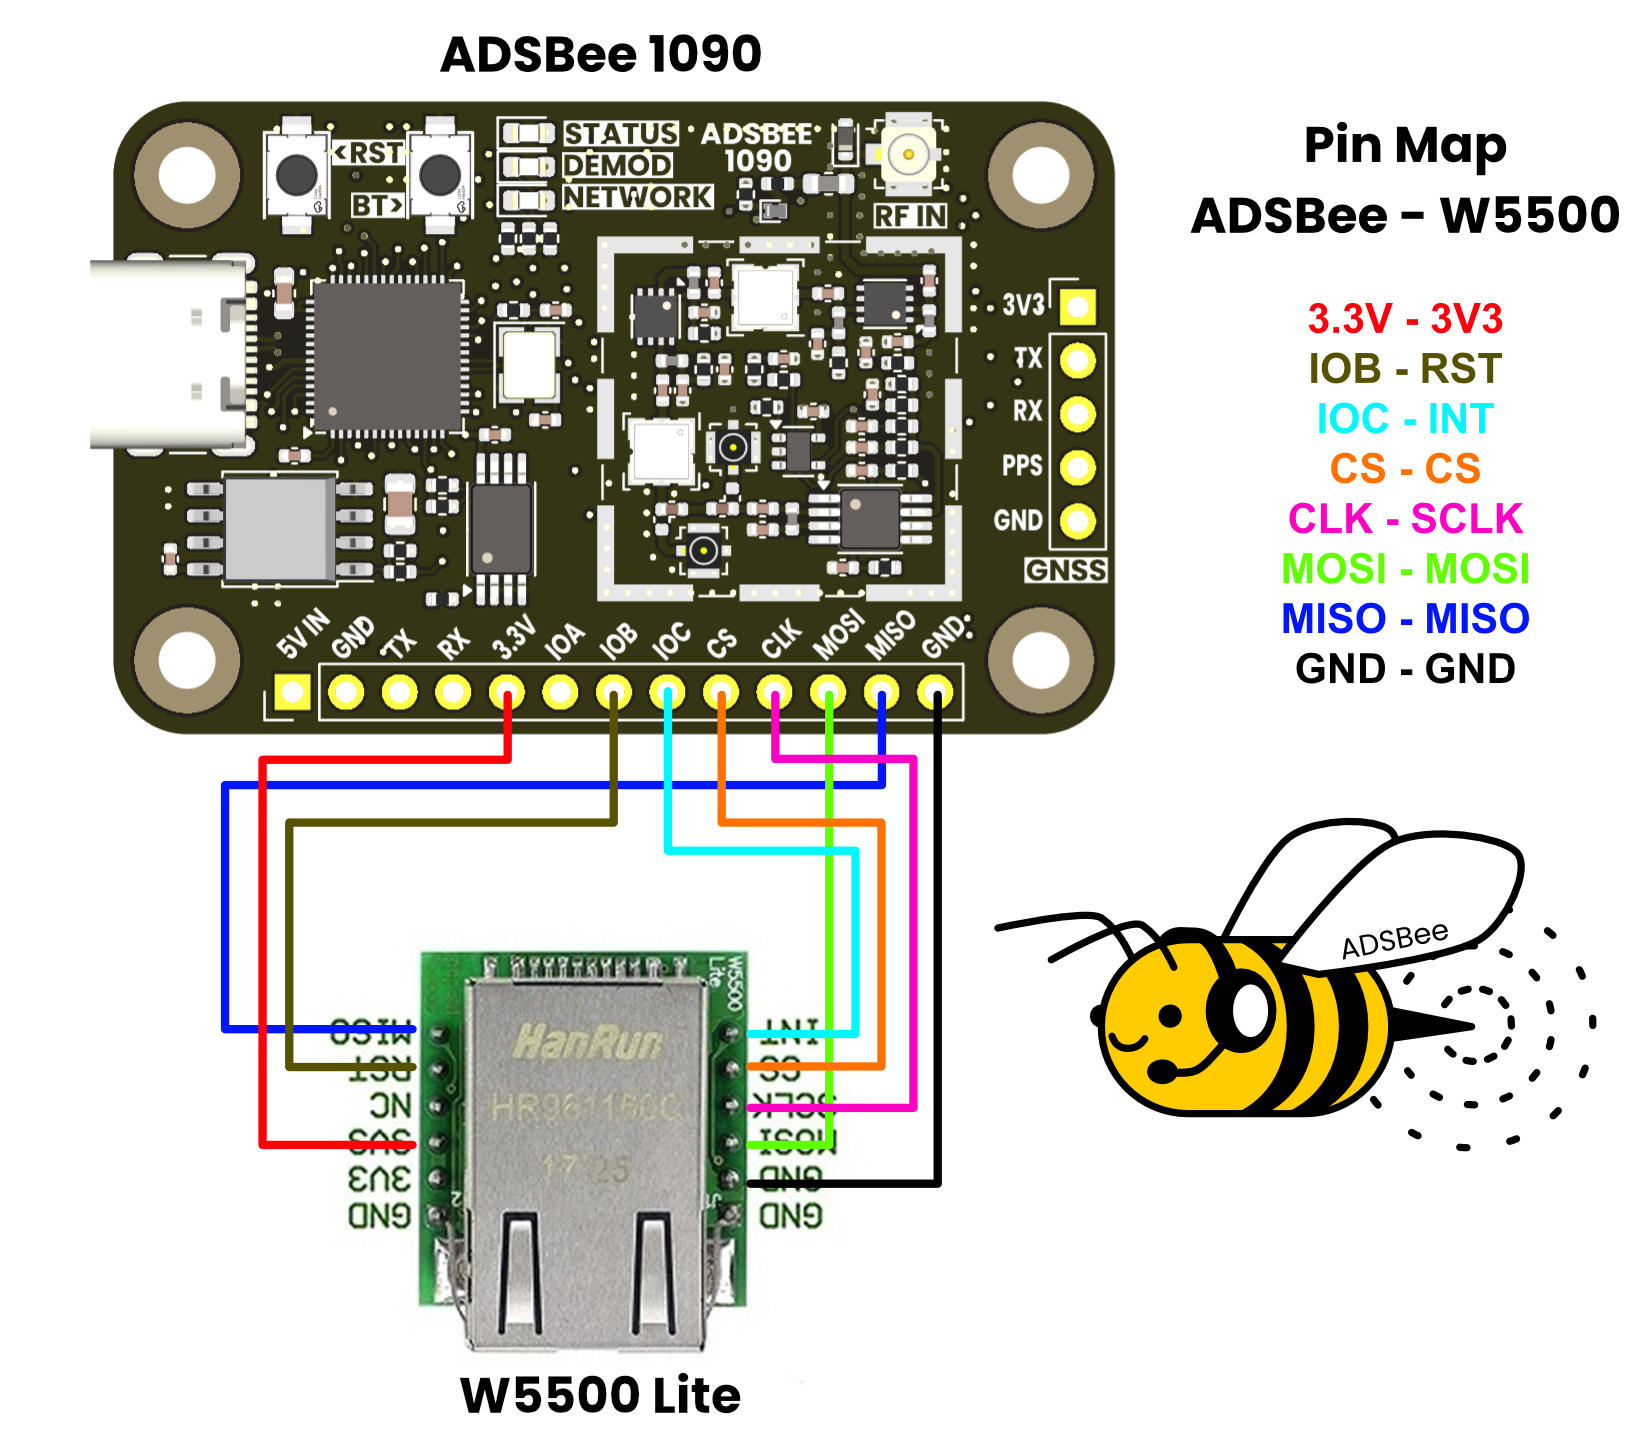 ADSBee 1090
<RST
BT>
STATUS
DEMOD
NETWORK
ADSBEE
1090
RF IN
3V3
TX
RX
PPS
GND
GNSS
5V IN
GND
TX
RX
3.3V
IOA
IOB
IOC
CS
CLK
MOSI
MISO
GND
Pin Map
ADSBee - W5500
3.3V - 3V3
IOB - RST
IOC - INT
CS - CS
CLK - SCLK
MOSI - MOSI
MISO - MISO
GND - GND
ADSBee
W5500
Lite
HanRun
HR961160C
17 25
MISO
RST
NC
3V3
3V3
GND
INT
CS
SCLK
MOSI
GND
GND
W5500 Lite